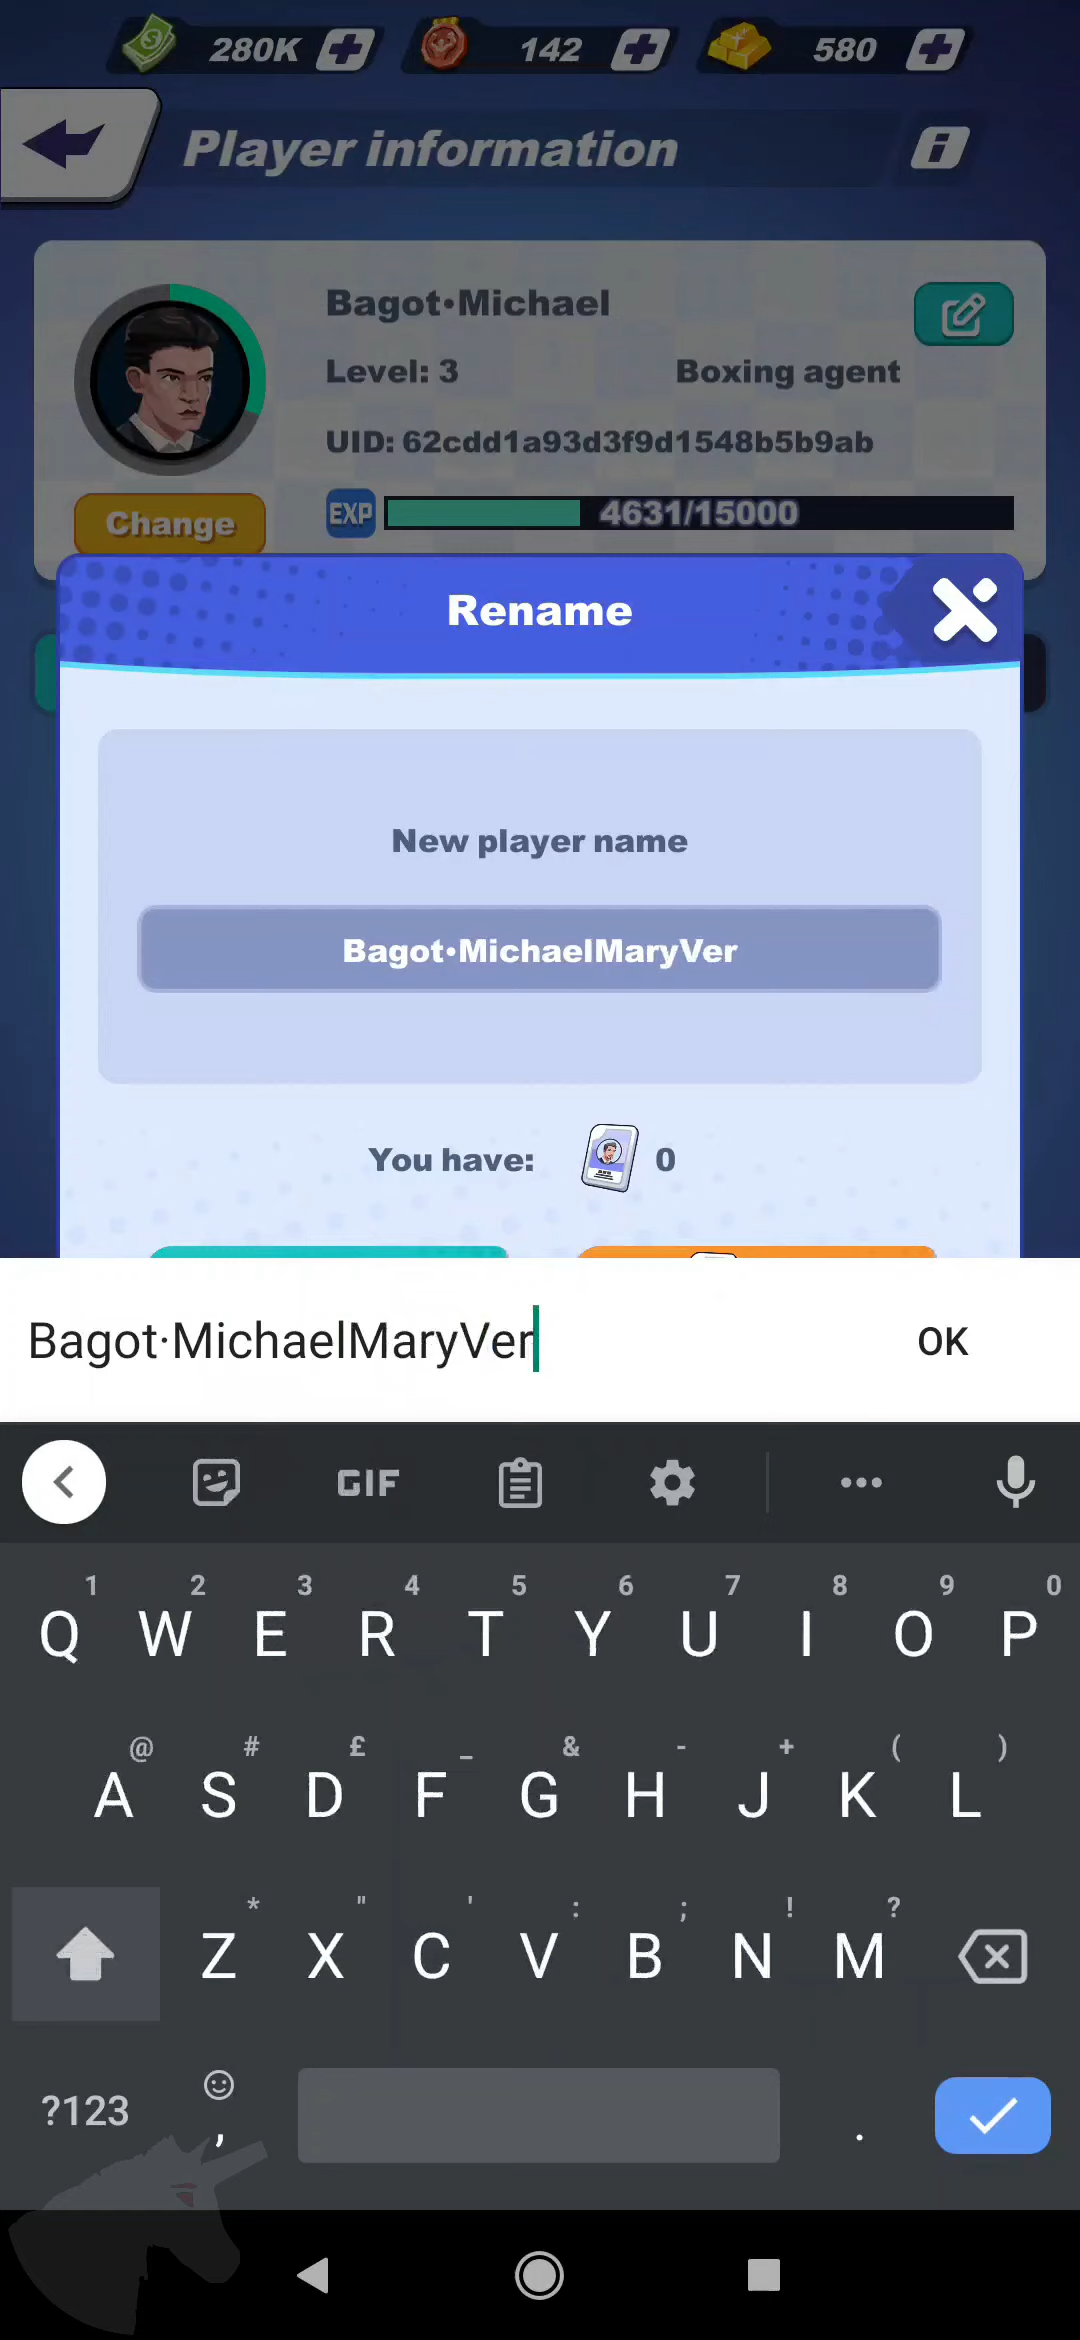 280K 142 580
Player information
Bagot•Michael
Level: 3 Boxing agent
UID: 62cdd1a93d3f9d1548b5b9ab
Change EXP 4631/15000
Rename
New player name
Bagot•MichaelMaryVer
You have: 0
Bagot·MichaelMaryVer OK
GIF
1 2 3 4 5 6 7 8 9 0
Q W E R T Y U I O P
@ # £ _ & - + ( )
A S D F G H J K L
* " ' : ; ! ?
Z X C V B N M
?123 , .